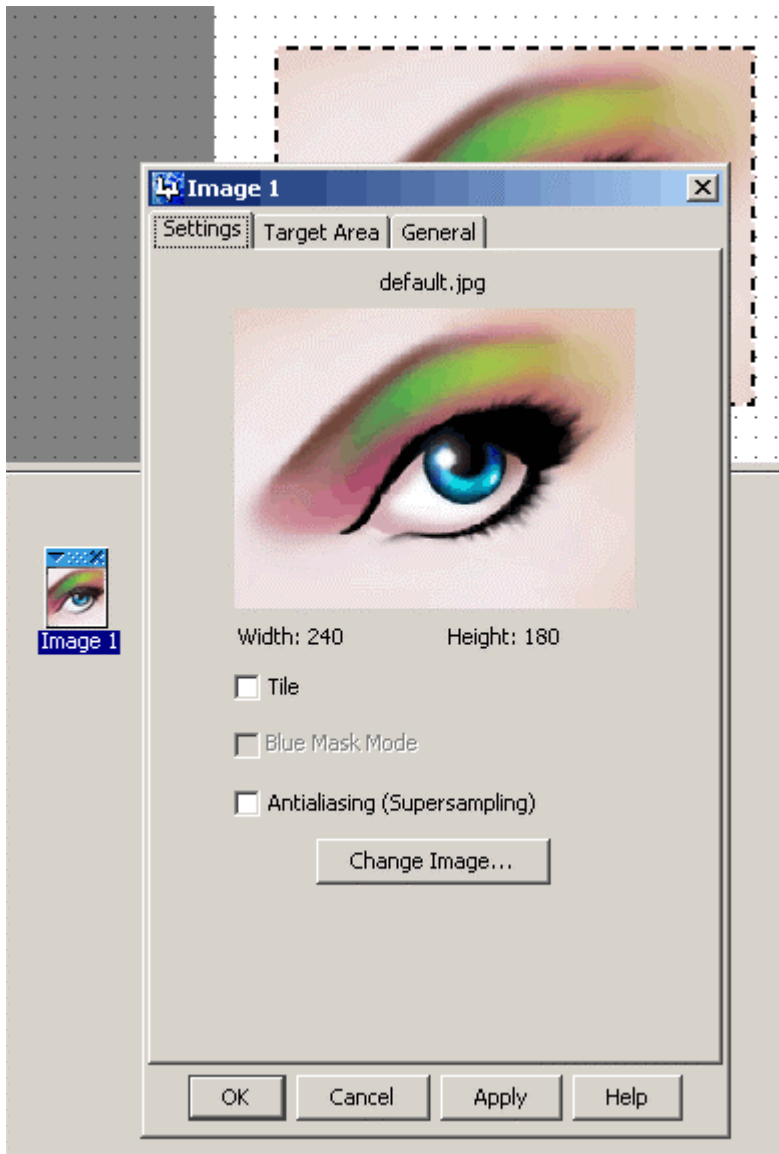 Image 1
Settings Target Area General
default.jpg
Width: 240 Height: 180
Image 1
Tile
Blue Mask Mode
Antialiasing (Supersampling)
Change Image...
OK Cancel Apply Help